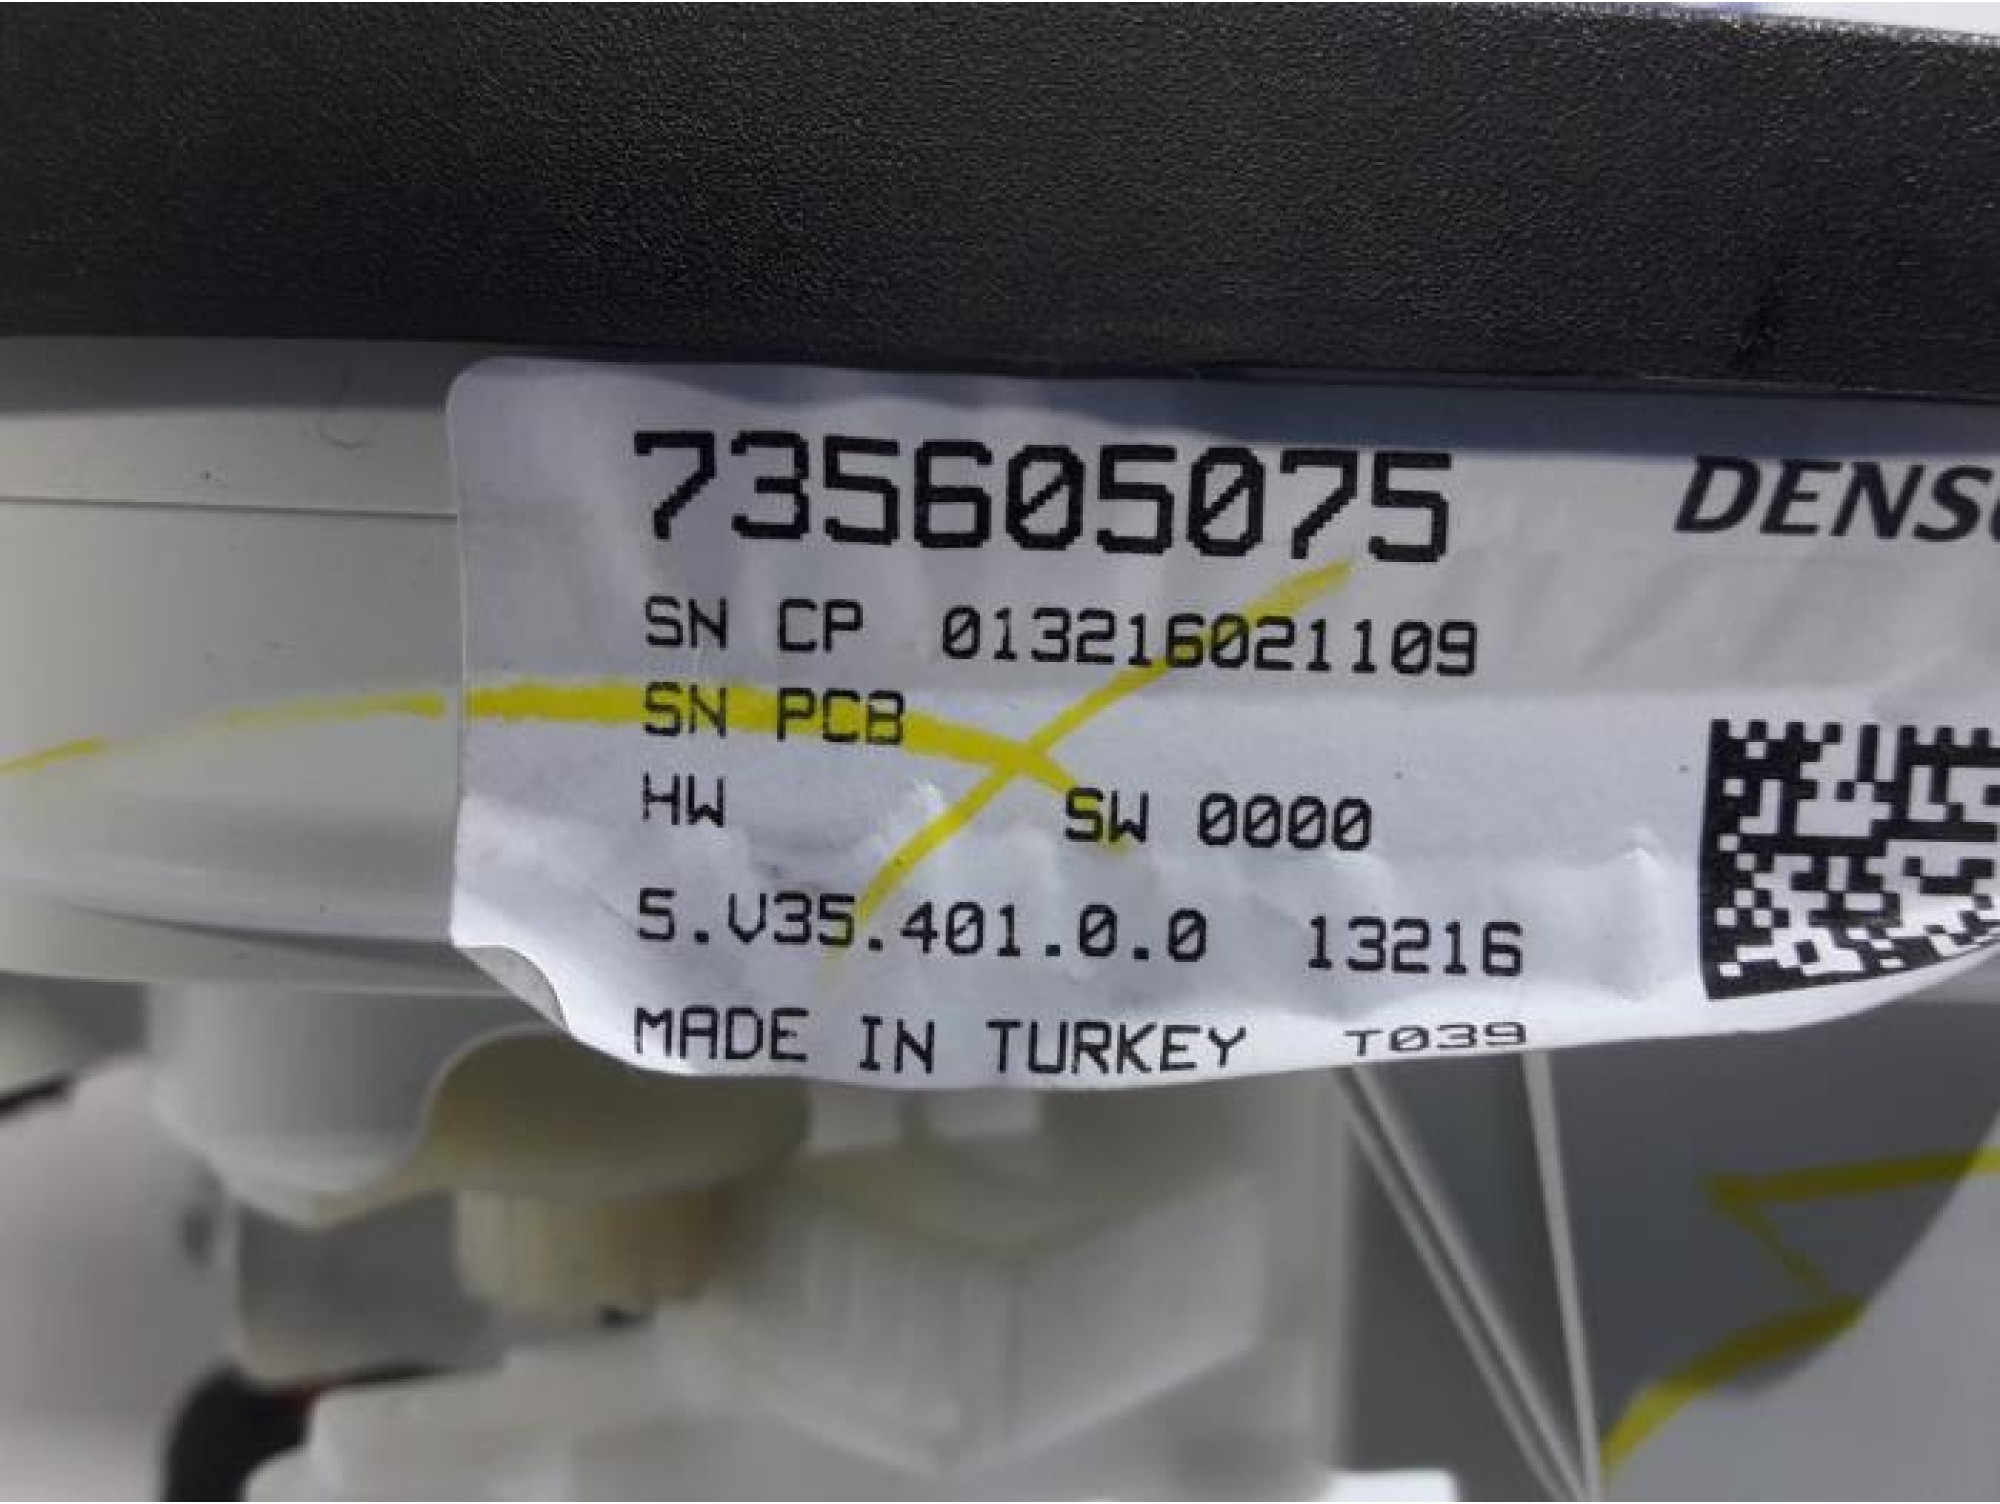 735605075
DENSO
SN CP 013216021109
SN PCB
HW SW 0000
5.V35.401.0.0 13216
MADE IN TURKEY T039